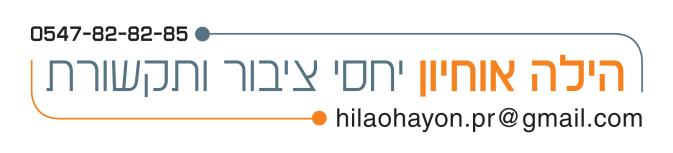 0547-82-82-85
הילה אוחיון יחסי ציבור ותקשורת
hilaohayon.pr@gmail.com